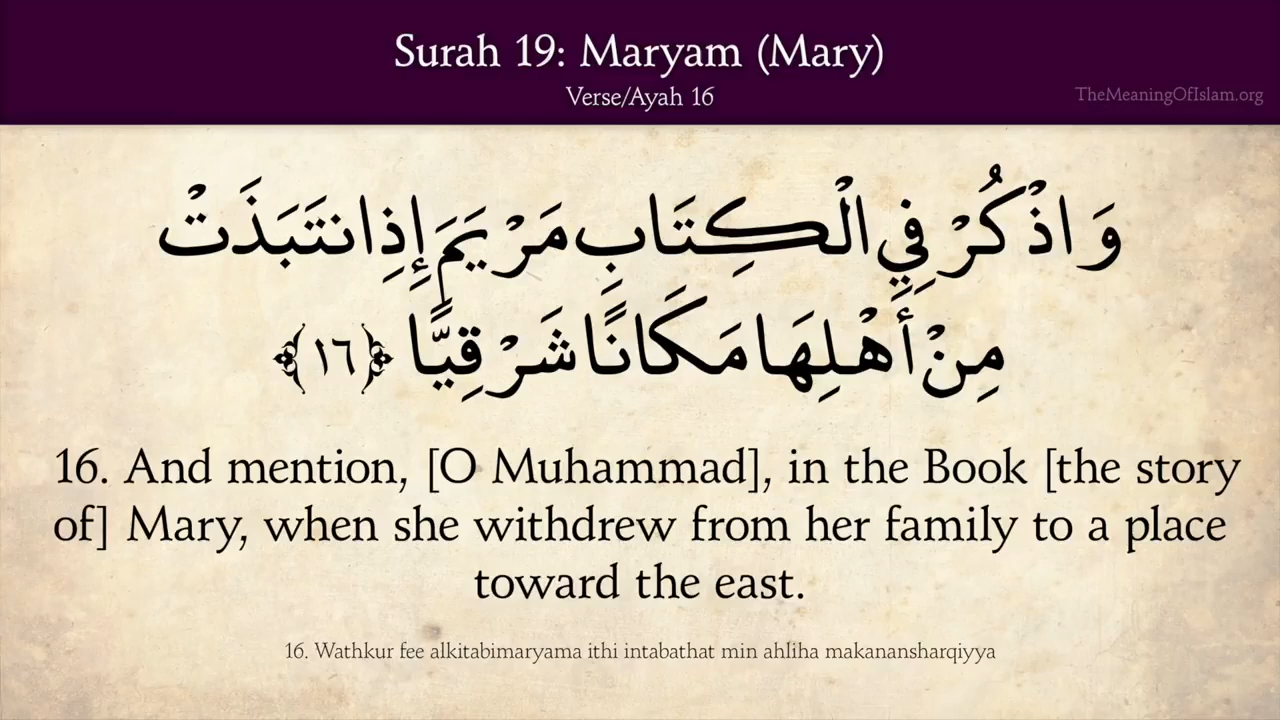 Surah 19: Maryam (Mary)
Verse/Ayah 16
TheMeaningOfIslam.org
وَاذْكُرْ فِي الْكِتَابِ مَرْيَمَ إِذِ انتَبَذَتْ
مِنْ أَهْلِهَا مَكَانًا شَرْقِيًّا ﴿١٦﴾
16. And mention, [O Muhammad], in the Book [the story
of] Mary, when she withdrew from her family to a place
toward the east.
16. Wathkur fee alkitabimaryama ithi intabathat min ahliha makanansharqiyya